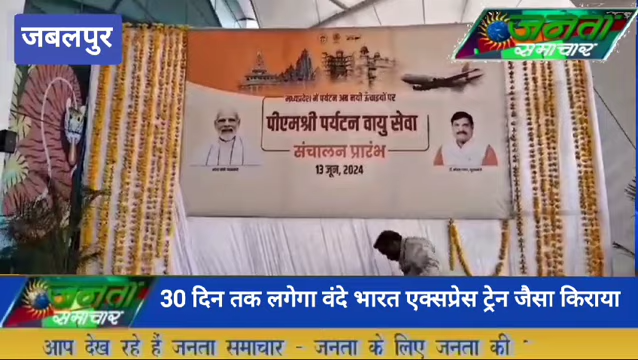 जबलपुर
जनता
समाचार
मध्यप्रदेश में पर्यटन अब नयी ऊंचाइयों पर
पीएमश्री पर्यटन वायु सेवा
संचालन प्रारंभ
13 जून, 2024
जनता
समाचार
30 दिन तक लगेगा वंदे भारत एक्सप्रेस ट्रेन जैसा किराया
आप देख रहे हैं जनता समाचार - जनता के लिए जनता की